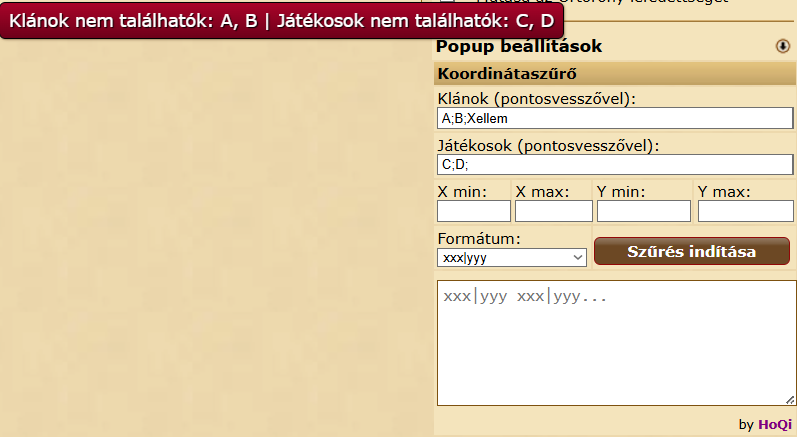 Klánok nem találhatók: A, B | Játékosok nem találhatók: C, D
Popup beállítások
Koordinátaszűrő
Klánok (pontosvesszővel):
A;B;Xellem
Játékosok (pontosvesszővel):
C;D;
X min: X max: Y min: Y max:
Formátum:
xxx|yyy
Szűrés indítása
xxx|yyy xxx|yyy...
by HoQi